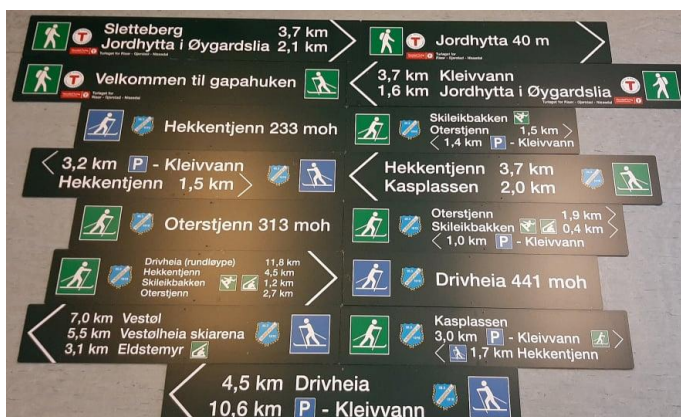 Sletteberg 3,7 km
Jordhytta i Øygardslia 2,1 km
Jordhytta 40 m
Velkommen til gapahuken
3,7 km Kleivvann
1,6 km Jordhytta i Øygardslia
Hekkentjenn 233 moh
Skileikbakken
Oterstjenn 1,5 km >
< 1,4 km P - Kleivvann
< 3,2 km P - Kleivvann
Hekkentjenn 1,5 km >
Hekkentjenn 3,7 km
Kasplassen 2,0 km
Oterstjenn 313 moh
Oterstjenn 1,9 km >
Skileikbakken 0,4 km >
< 1,0 km P - Kleivvann
Drivheia (rundløype) 11,8 km
Hekkentjenn 4,5 km
Skileikbakken 1,2 km
Oterstjenn 2,7 km
Drivheia 441 moh
7,0 km Vestøl
5,5 km Vestølheia skiarena
3,1 km Eldstemyr
Kasplassen
3,0 km P - Kleivvann >
< 1,7 km Hekkentjenn
4,5 km Drivheia
10,6 km P - Kleivvann